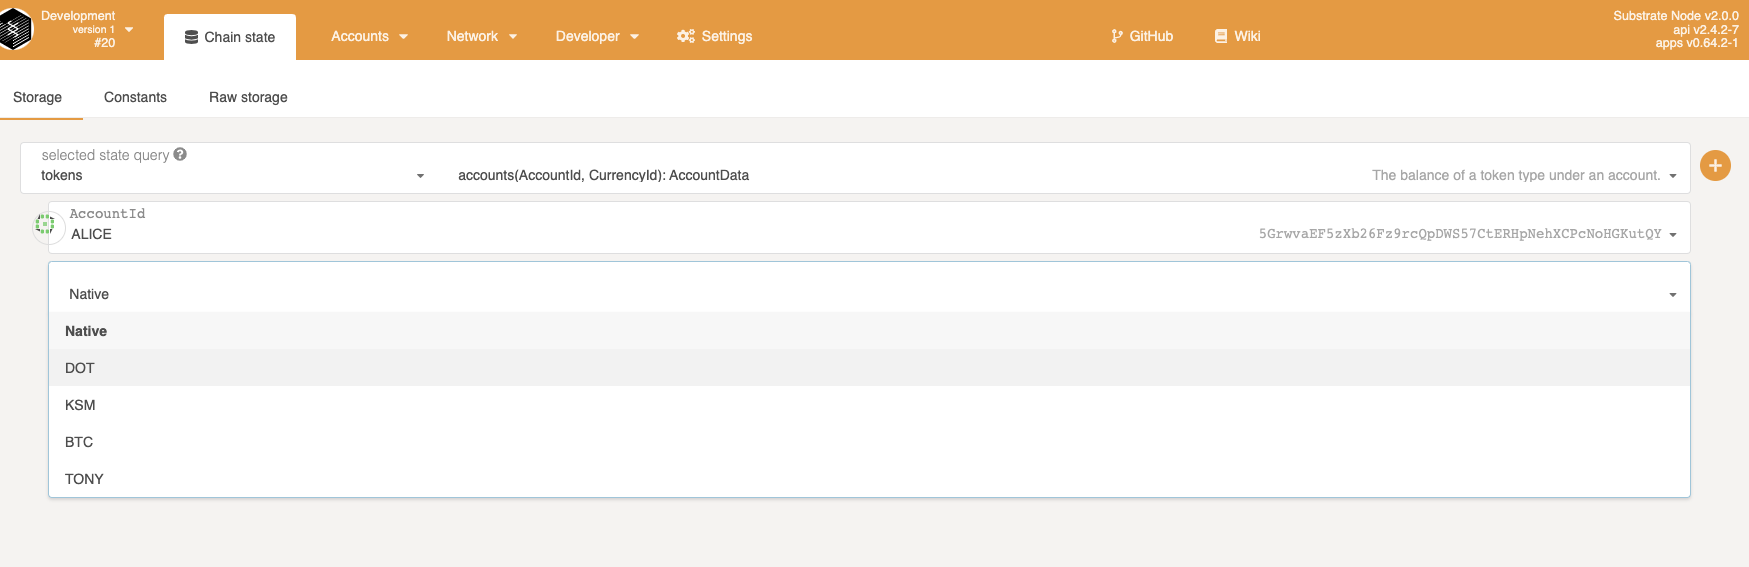 Development
version 1
#20
Chain state
Accounts
Network
Developer
Settings
GitHub
Wiki
Substrate Node v2.0.0
api v2.4.2-7
apps v0.64.2-1
Storage
Constants
Raw storage
selected state query
tokens
accounts(AccountId, CurrencyId): AccountData
The balance of a token type under an account.
AccountId
ALICE
5GrwvaEF5zXb26Fz9rcQpDWS57CtERHpNehXCPcNoHGKutQY
Native
Native
DOT
KSM
BTC
TONY